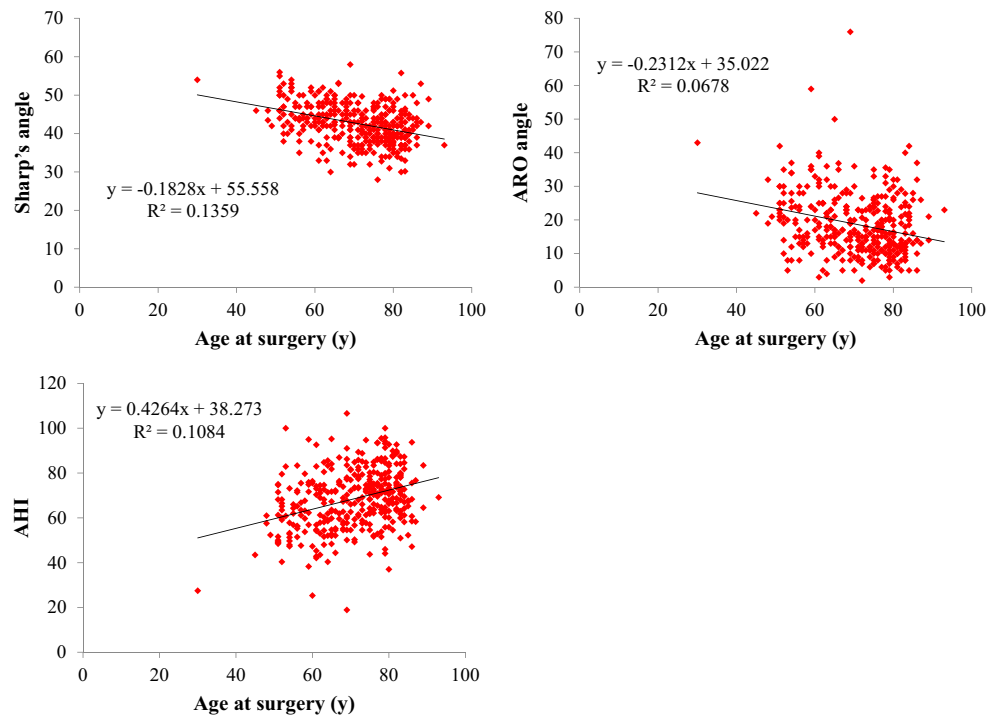 70
60
50
40
30
20
10
0
Sharp's angle
y = -0.1828x + 55.558
R² = 0.1359
0 20 40 60 80 100
Age at surgery (y)
80
70
60
50
40
30
20
10
0
ARO angle
y = -0.2312x + 35.022
R² = 0.0678
0 20 40 60 80 100
Age at surgery (y)
120
100
80
60
40
20
0
AHI
y = 0.4264x + 38.273
R² = 0.1084
0 20 40 60 80 100
Age at surgery (y)